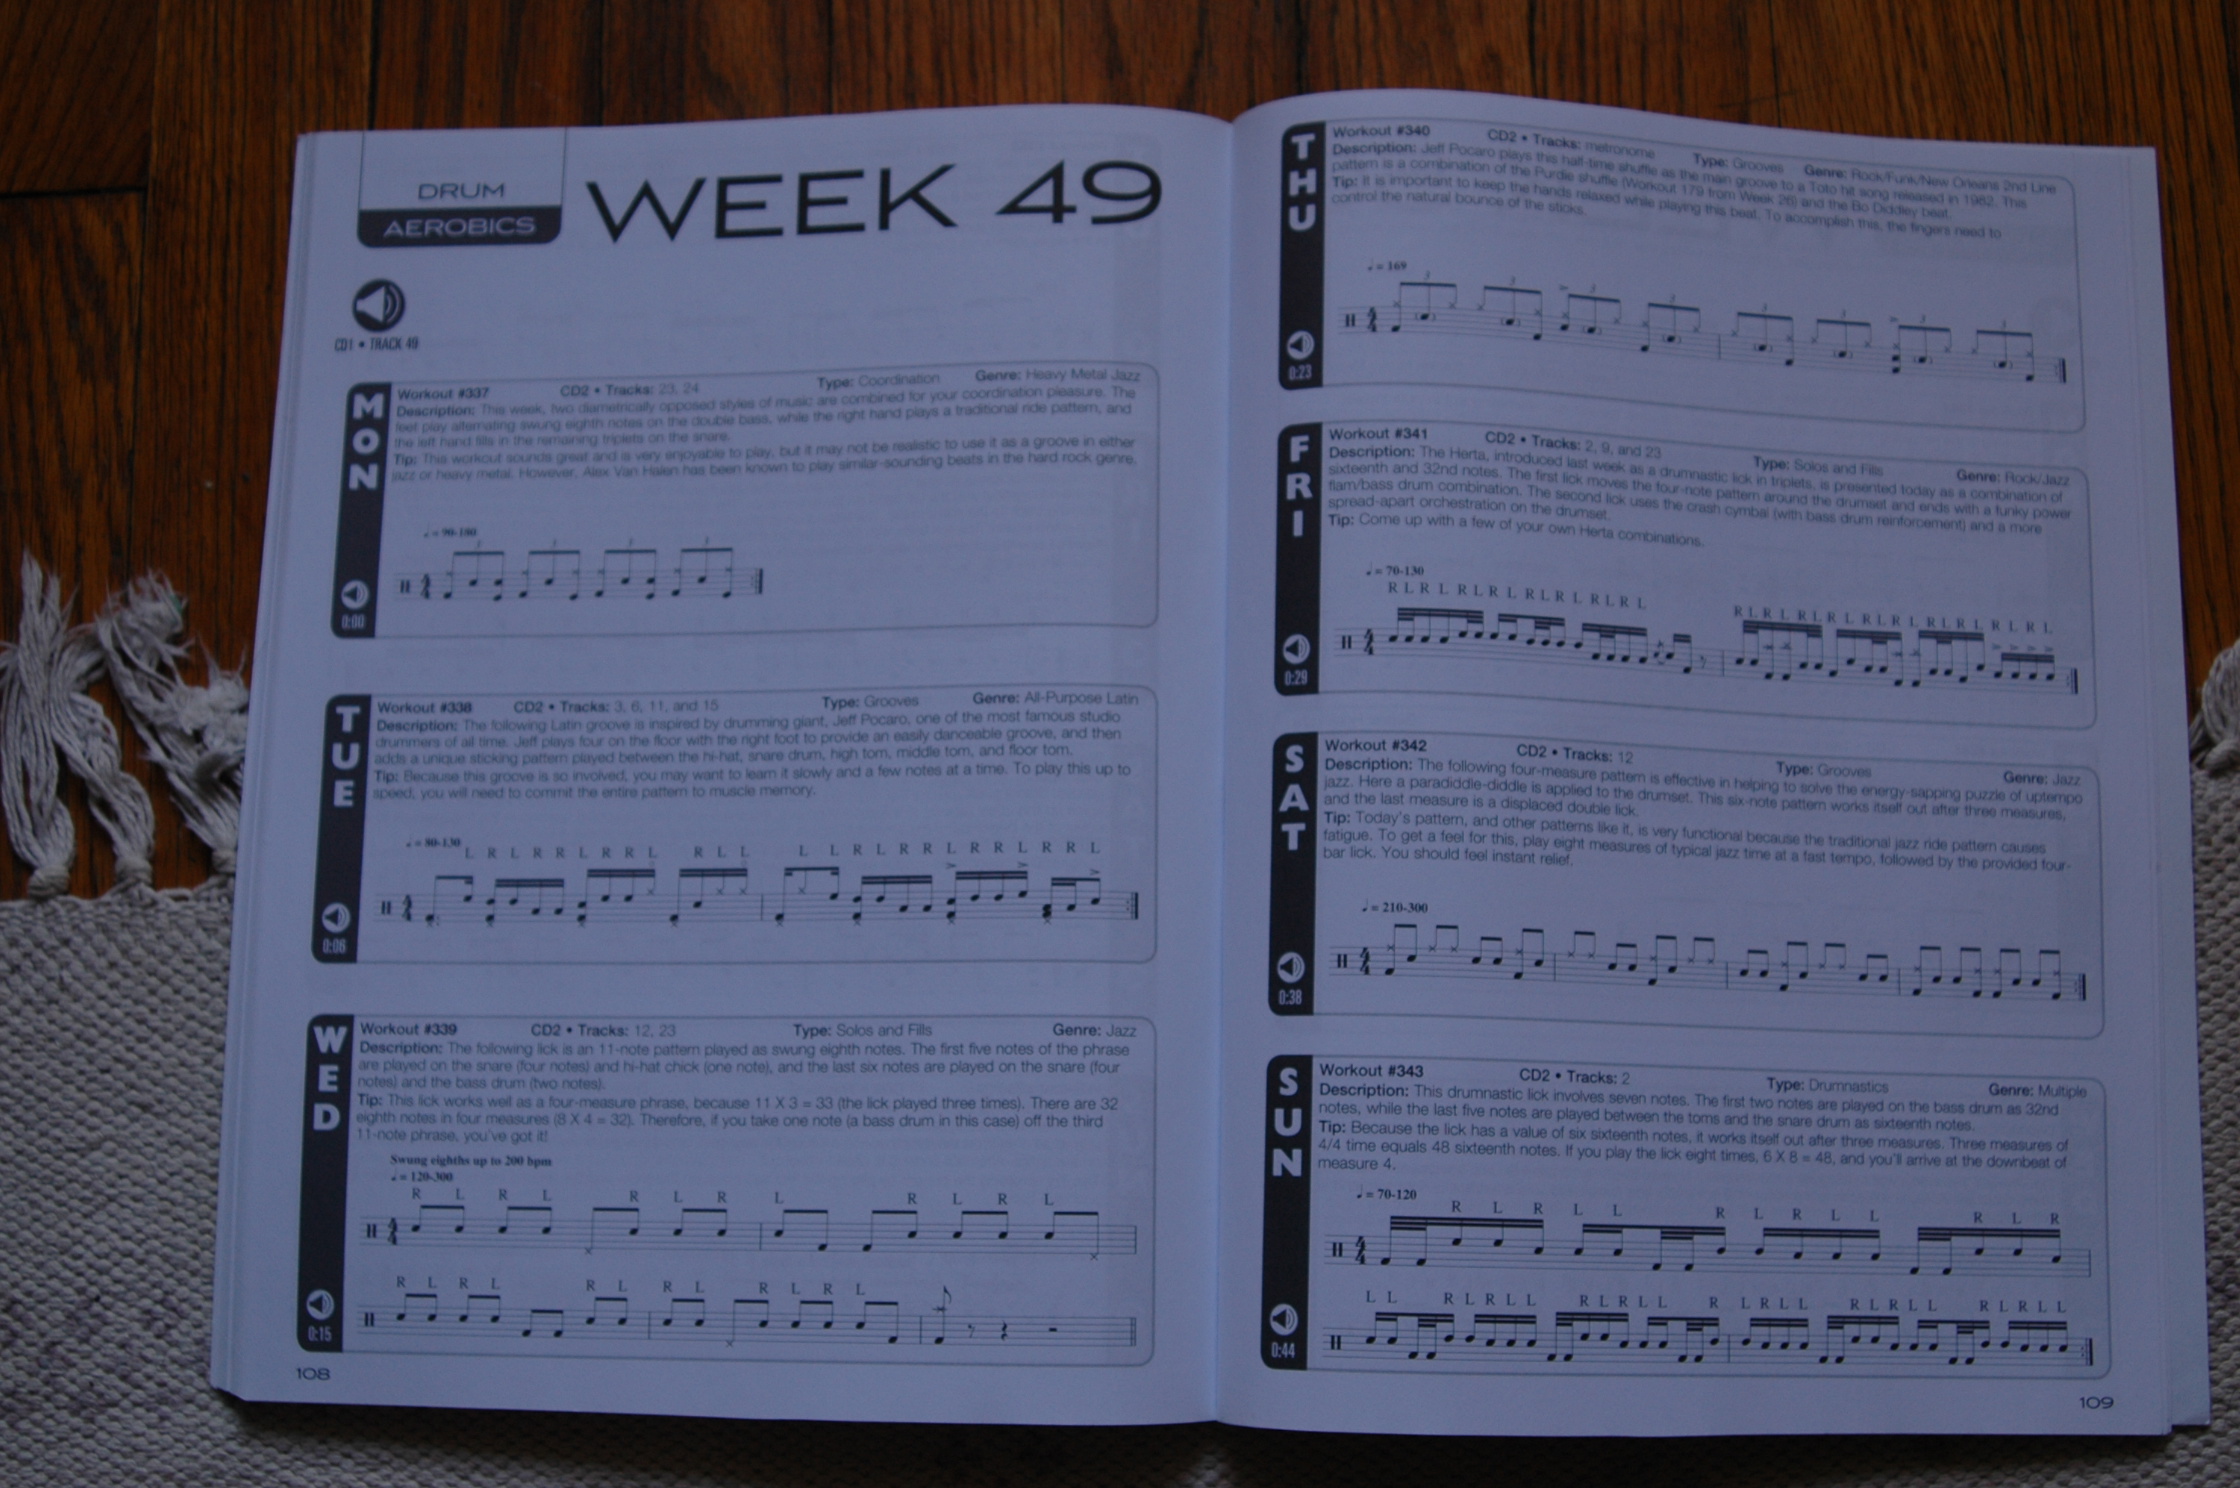 DRUM
AEROBICS
WEEK 49
CD1 • TRACK 49
MON
0:00
Workout #337 CD2 • Tracks: 23, 24 Type: Coordination Genre: Heavy Metal Jazz
Description: This week, two diametrically opposed styles of music are combined for your coordination pleasure. The
feet play alternating swung eighth notes on the double bass, while the right hand plays a traditional ride pattern, and
the left hand fills in the remaining triplets on the snare.
Tip: This workout sounds great and is very enjoyable to play, but it may not be realistic to use it as a groove in either
jazz or heavy metal. However, Alex Van Halen has been known to play similar-sounding beats in the hard rock genre.
♩ = 90-180
3 3 3 3
TUE
0:06
Workout #338 CD2 • Tracks: 3, 6, 11, and 15 Type: Grooves Genre: All-Purpose Latin
Description: The following Latin groove is inspired by drumming giant, Jeff Pocaro, one of the most famous studio
drummers of all time. Jeff plays four on the floor with the right foot to provide an easily danceable groove, and then
adds a unique sticking pattern played between the hi-hat, snare drum, high tom, middle tom, and floor tom.
Tip: Because this groove is so involved, you may want to learn it slowly and a few notes at a time. To play this up to
speed, you will need to commit the entire pattern to muscle memory.
♩ = 80-130
L R L R R L R L R R L R L L L L R L R R L R L R R L R R L
WED
0:15
Workout #339 CD2 • Tracks: 12, 23 Type: Solos and Fills Genre: Jazz
Description: The following lick is an 11-note pattern played as swung eighth notes. The first five notes of the phrase
are played on the snare (four notes) and hi-hat chick (one note), and the last six notes are played on the snare (four
notes) and the bass drum (two notes).
Tip: This lick works well as a four-measure phrase, because 11 X 3 = 33 (the lick played three times). There are 32
eighth notes in four measures (8 X 4 = 32). Therefore, if you take one note (a bass drum in this case) off the third
11-note phrase, you've got it!
Swung eighths up to 200 bpm
♩ = 120-300
R L R L R L R L R L R L
R L R L R L R L R L R L
108
THU
0:23
Workout #340 CD2 • Tracks: metronome Type: Grooves Genre: Rock/Funk/New Orleans 2nd Line
Description: Jeff Pocaro plays this half-time shuffle as the main groove to a Toto hit song released in 1982. This
pattern is a combination of the Purdie shuffle (Workout 179 from Week 26) and the Bo Diddley beat.
Tip: It is important to keep the hands relaxed while playing this beat. To accomplish this, the fingers need to
control the natural bounce of the sticks.
♩ = 169
3 3 3 3 3 3 3 3
FRI
0:29
Workout #341 CD2 • Tracks: 2, 9, and 23 Type: Solos and Fills Genre: Rock/Jazz
Description: The Herta, introduced last week as a drumnastic lick in triplets, is presented today as a combination of
sixteenth and 32nd notes. The first lick moves the four-note pattern around the drumset and ends with a funky power
flam/bass drum combination. The second lick uses the crash cymbal (with bass drum reinforcement) and a more
spread-apart orchestration on the drumset.
Tip: Come up with a few of your own Herta combinations.
♩ = 70-130
R L R L R L R L R L R L R L R L R L
R L R L R L R L R L R L R L R L R L R L R L
SAT
0:38
Workout #342 CD2 • Tracks: 12 Type: Grooves Genre: Jazz
Description: The following four-measure pattern is effective in helping to solve the energy-sapping puzzle of uptempo
jazz. Here a paradiddle-diddle is applied to the drumset. This six-note pattern works itself out after three measures,
and the last measure is a displaced double lick.
Tip: Today's pattern, and other patterns like it, is very functional because the traditional jazz ride pattern causes
fatigue. To get a feel for this, play eight measures of typical jazz time at a fast tempo, followed by the provided four-
bar lick. You should feel instant relief.
♩ = 210-300
SUN
0:44
Workout #343 CD2 • Tracks: 2 Type: Drumnastics Genre: Multiple
Description: This drumnastic lick involves seven notes. The first two notes are played on the bass drum as 32nd
notes, while the last five notes are played between the toms and the snare drum as sixteenth notes.
Tip: Because the lick has a value of six sixteenth notes, it works itself out after three measures. Three measures of
4/4 time equals 48 sixteenth notes. If you play the lick eight times, 6 X 8 = 48, and you'll arrive at the downbeat of
measure 4.
♩ = 70-120
R L R R L L R L R L L R L R
L L R L R L L R L R L L R L R L L R L R L L R L R L L
109